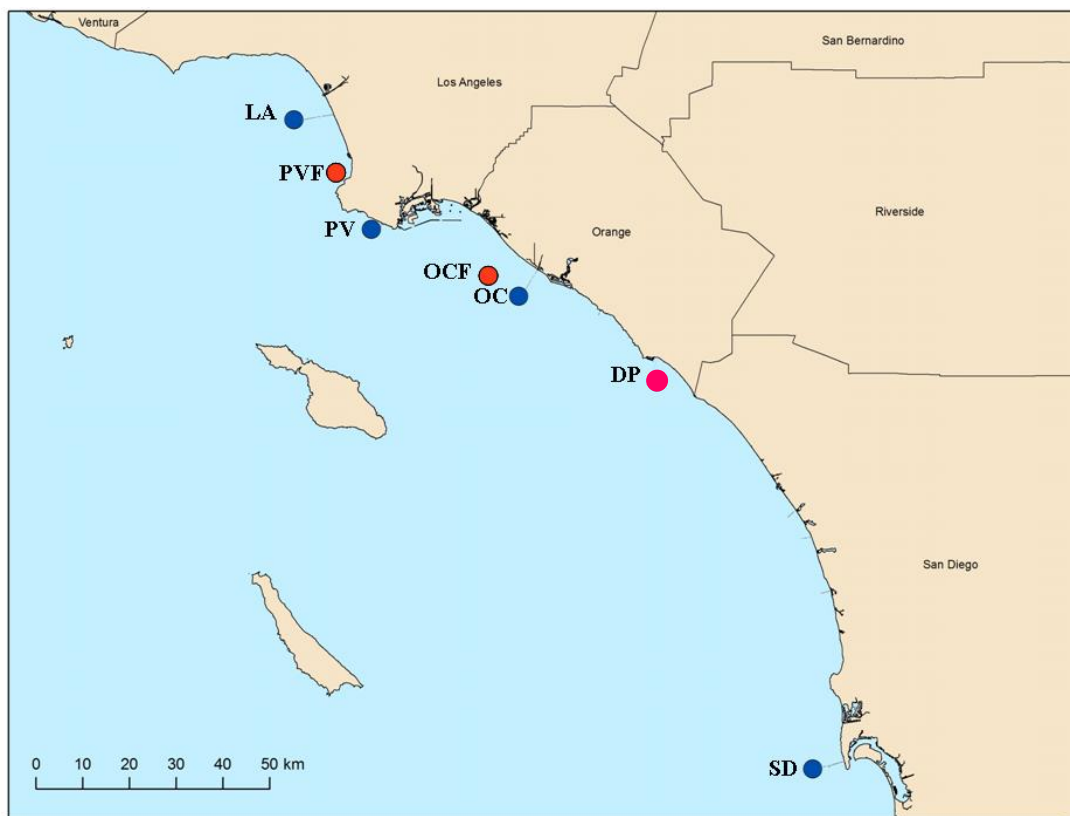 Ventura
San Bernardino
Los Angeles
LA
PVF
Riverside
PV
Orange
OCF
OC
DP
San Diego
0 10 20 30 40 50 km
SD